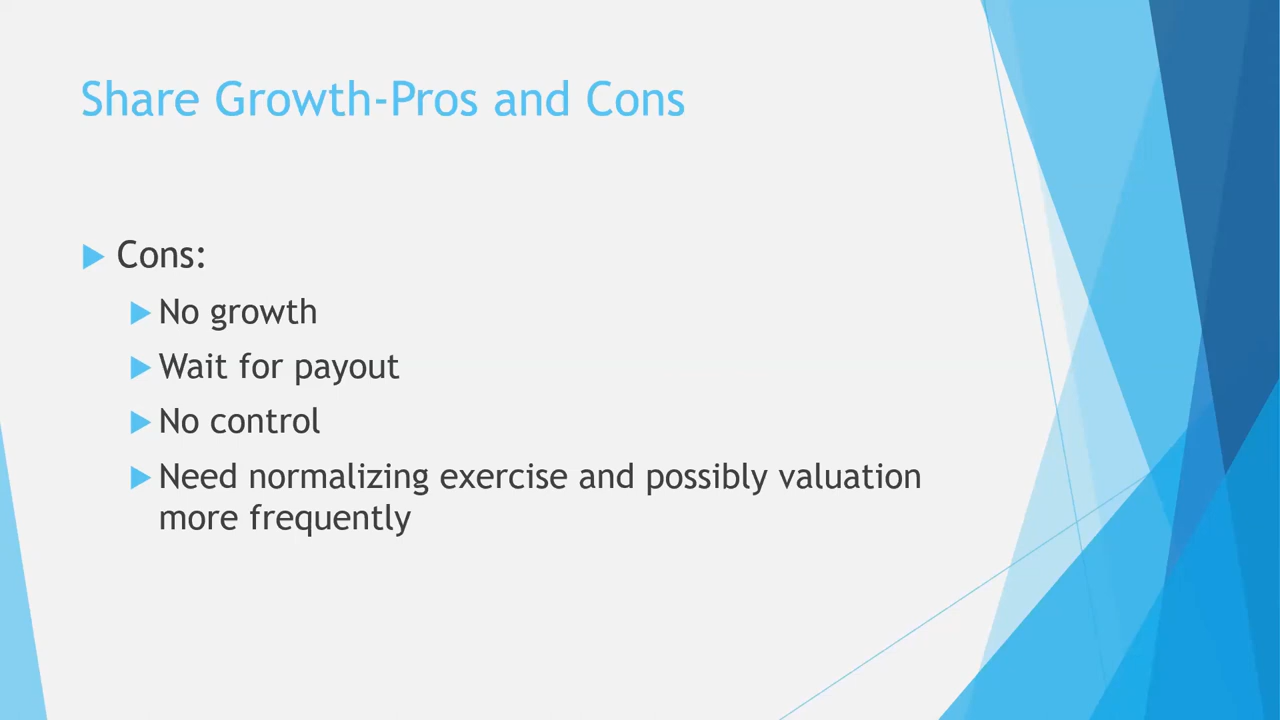 Share Growth-Pros and Cons
Cons:
No growth
Wait for payout
No control
Need normalizing exercise and possibly valuation
more frequently